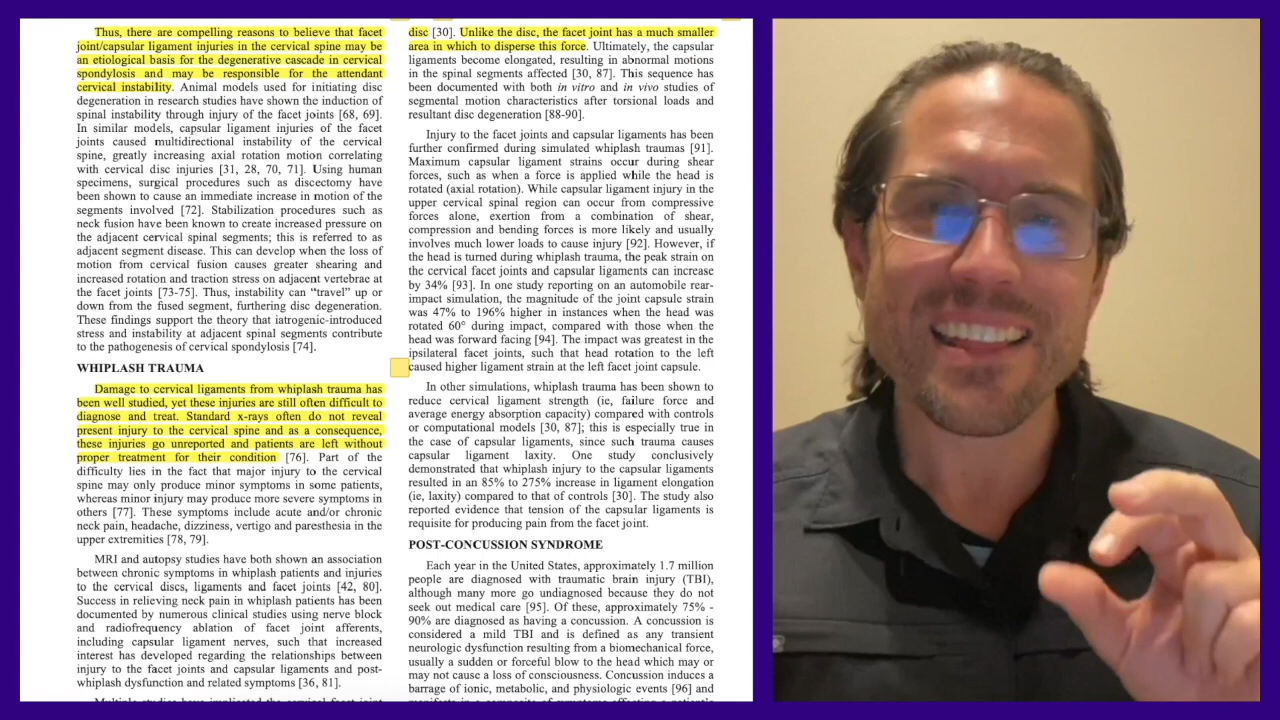 Thus, there are compelling reasons to believe that facet
joint/capsular ligament injuries in the cervical spine may be
an etiological basis for the degenerative cascade in cervical
spondylosis and may be responsible for the attendant
cervical instability. Animal models used for initiating disc
degeneration in research studies have shown the induction of
spinal instability through injury of the facet joints [68, 69].
In similar models, capsular ligament injuries of the facet
joints caused multidirectional instability of the cervical
spine, greatly increasing axial rotation motion correlating
with cervical disc injuries [31, 28, 70, 71]. Using human
specimens, surgical procedures such as discectomy have
been shown to cause an immediate increase in motion of the
segments involved [72]. Stabilization procedures such as
neck fusion have been known to create increased pressure on
the adjacent cervical spinal segments; this is referred to as
adjacent segment disease. This can develop when the loss of
motion from cervical fusion causes greater shearing and
increased rotation and traction stress on adjacent vertebrae at
the facet joints [73-75]. Thus, instability can “travel” up or
down from the fused segment, furthering disc degeneration.
These findings support the theory that iatrogenic-introduced
stress and instability at adjacent spinal segments contribute
to the pathogenesis of cervical spondylosis [74].
WHIPLASH TRAUMA
Damage to cervical ligaments from whiplash trauma has
been well studied, yet these injuries are still often difficult to
diagnose and treat. Standard x-rays often do not reveal
present injury to the cervical spine and as a consequence,
these injuries go unreported and patients are left without
proper treatment for their condition [76]. Part of the
difficulty lies in the fact that major injury to the cervical
spine may only produce minor symptoms in some patients,
whereas minor injury may produce more severe symptoms in
others [77]. These symptoms include acute and/or chronic
neck pain, headache, dizziness, vertigo and paresthesia in the
upper extremities [78, 79].
MRI and autopsy studies have both shown an association
between chronic symptoms in whiplash patients and injuries
to the cervical discs, ligaments and facet joints [42, 80].
Success in relieving neck pain in whiplash patients has been
documented by numerous clinical studies using nerve block
and radiofrequency ablation of facet joint afferents,
including capsular ligament nerves, such that increased
interest has developed regarding the relationships between
injury to the facet joints and capsular ligaments and post-
whiplash dysfunction and related symptoms [36, 81].
Multiple studies have implicated the cervical facet joint
disc [30]. Unlike the disc, the facet joint has a much smaller
area in which to disperse this force. Ultimately, the capsular
ligaments become elongated, resulting in abnormal motions
in the spinal segments affected [30, 87]. This sequence has
been documented with both in vitro and in vivo studies of
segmental motion characteristics after torsional loads and
resultant disc degeneration [88-90].
Injury to the facet joints and capsular ligaments has been
further confirmed during simulated whiplash traumas [91].
Maximum capsular ligament strains occur during shear
forces, such as when a force is applied while the head is
rotated (axial rotation). While capsular ligament injury in the
upper cervical spinal region can occur from compressive
forces alone, exertion from a combination of shear,
compression and bending forces is more likely and usually
involves much lower loads to cause injury [92]. However, if
the head is turned during whiplash trauma, the peak strain on
the cervical facet joints and capsular ligaments can increase
by 34% [93]. In one study reporting on an automobile rear-
impact simulation, the magnitude of the joint capsule strain
was 47% to 196% higher in instances when the head was
rotated 60° during impact, compared with those when the
head was forward facing [94]. The impact was greatest in the
ipsilateral facet joints, such that head rotation to the left
caused higher ligament strain at the left facet joint capsule.
In other simulations, whiplash trauma has been shown to
reduce cervical ligament strength (ie, failure force and
average energy absorption capacity) compared with controls
or computational models [30, 87]; this is especially true in
the case of capsular ligaments, since such trauma causes
capsular ligament laxity. One study conclusively
demonstrated that whiplash injury to the capsular ligaments
resulted in an 85% to 275% increase in ligament elongation
(ie, laxity) compared to that of controls [30]. The study also
reported evidence that tension of the capsular ligaments is
requisite for producing pain from the facet joint.
POST-CONCUSSION SYNDROME
Each year in the United States, approximately 1.7 million
people are diagnosed with traumatic brain injury (TBI),
although many more go undiagnosed because they do not
seek out medical care [95]. Of these, approximately 75% -
90% are diagnosed as having a concussion. A concussion is
considered a mild TBI and is defined as any transient
neurologic dysfunction resulting from a biomechanical force,
usually a sudden or forceful blow to the head which may or
may not cause a loss of consciousness. Concussion induces a
barrage of ionic, metabolic, and physiologic events [96] and